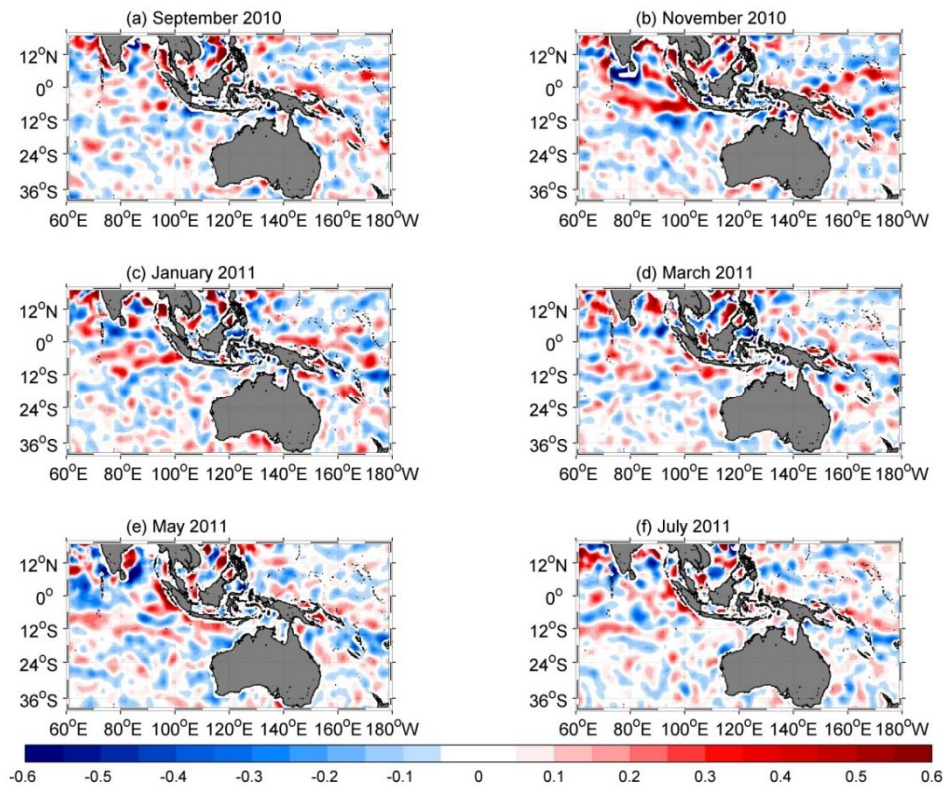 (a) September 2010
12°N
0°
12°S
24°S
36°S
60°E 80°E 100°E 120°E 140°E 160°E 180°W
(b) November 2010
12°N
0°
12°S
24°S
36°S
60°E 80°E 100°E 120°E 140°E 160°E 180°W
(c) January 2011
12°N
0°
12°S
24°S
36°S
60°E 80°E 100°E 120°E 140°E 160°E 180°W
(d) March 2011
12°N
0°
12°S
24°S
36°S
60°E 80°E 100°E 120°E 140°E 160°E 180°W
(e) May 2011
12°N
0°
12°S
24°S
36°S
60°E 80°E 100°E 120°E 140°E 160°E 180°W
(f) July 2011
12°N
0°
12°S
24°S
36°S
60°E 80°E 100°E 120°E 140°E 160°E 180°W
-0.6 -0.5 -0.4 -0.3 -0.2 -0.1 0 0.1 0.2 0.3 0.4 0.5 0.6